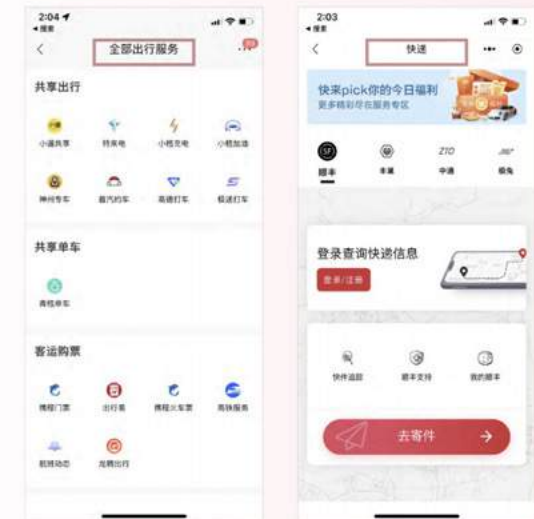 2:04
搜索
全部出行服务
共享出行
小滴共享 特来电 小桔充电 小桔加油
神州专车 首汽约车 高德打车 极速打车
共享单车
青桔单车
客运购票
携程门票 出行易 携程火车票 高铁服务
航班动态 龙腾出行
2:03
搜索
快递
快来pick你的今日福利
更多精彩尽在服务专区
SF ZTO
顺丰 丰巢 中通 极兔
登录查询快递信息
登录/注册
快件追踪 顺丰支持 我的顺丰
去寄件